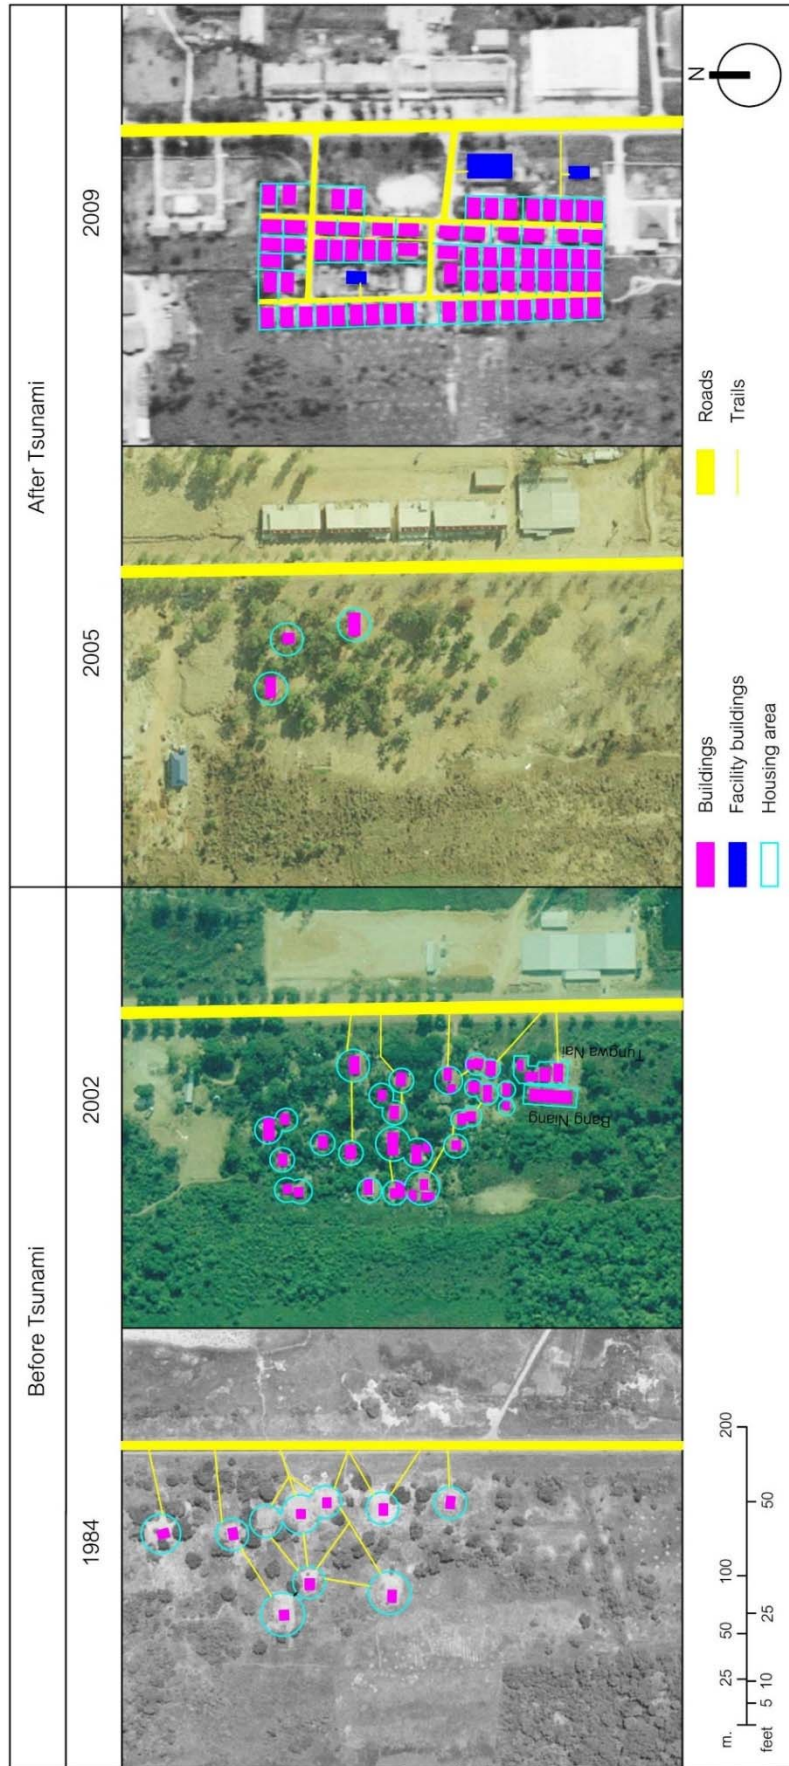 Before Tsunami
After Tsunami
1984
2002
2005
2009
Bang Niang
Tungwa Nai
m. 25 50 100 200
feet 5 10 25 50
Buildings
Facility buildings
Housing area
Roads
Trails
N